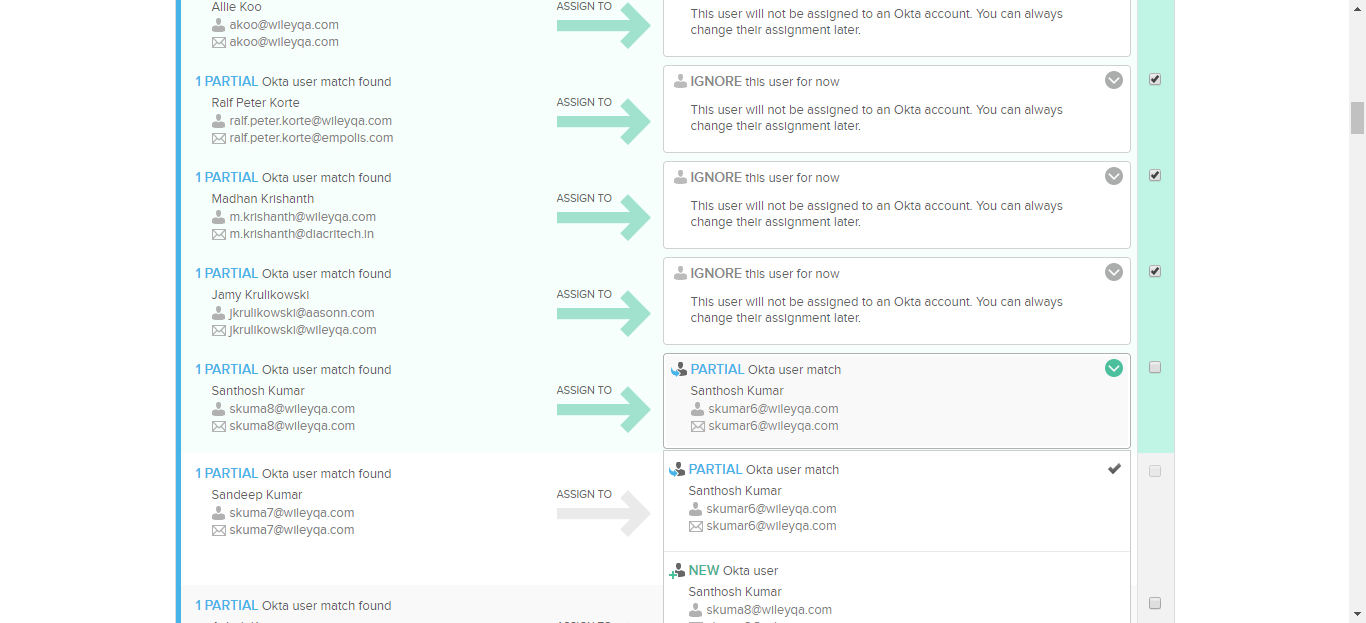 Allie Koo
akoo@wileyqa.com
akoo@wileyqa.com
ASSIGN TO
This user will not be assigned to an Okta account. You can always
change their assignment later.
1 PARTIAL Okta user match found
Ralf Peter Korte
ralf.peter.korte@wileyqa.com
ralf.peter.korte@empolis.com
ASSIGN TO
IGNORE this user for now
This user will not be assigned to an Okta account. You can always
change their assignment later.
1 PARTIAL Okta user match found
Madhan Krishanth
m.krishanth@wileyqa.com
m.krishanth@diacritech.in
ASSIGN TO
IGNORE this user for now
This user will not be assigned to an Okta account. You can always
change their assignment later.
1 PARTIAL Okta user match found
Jamy Krulikowski
jkrulikowski@aasonn.com
jkrulikowski@wileyqa.com
ASSIGN TO
IGNORE this user for now
This user will not be assigned to an Okta account. You can always
change their assignment later.
1 PARTIAL Okta user match found
Santhosh Kumar
skuma8@wileyqa.com
skuma8@wileyqa.com
ASSIGN TO
PARTIAL Okta user match
Santhosh Kumar
skumar6@wileyqa.com
skumar6@wileyqa.com
1 PARTIAL Okta user match found
Sandeep Kumar
skuma7@wileyqa.com
skuma7@wileyqa.com
ASSIGN TO
PARTIAL Okta user match
Santhosh Kumar
skumar6@wileyqa.com
skumar6@wileyqa.com
NEW Okta user
Santhosh Kumar
skuma8@wileyqa.com
1 PARTIAL Okta user match found